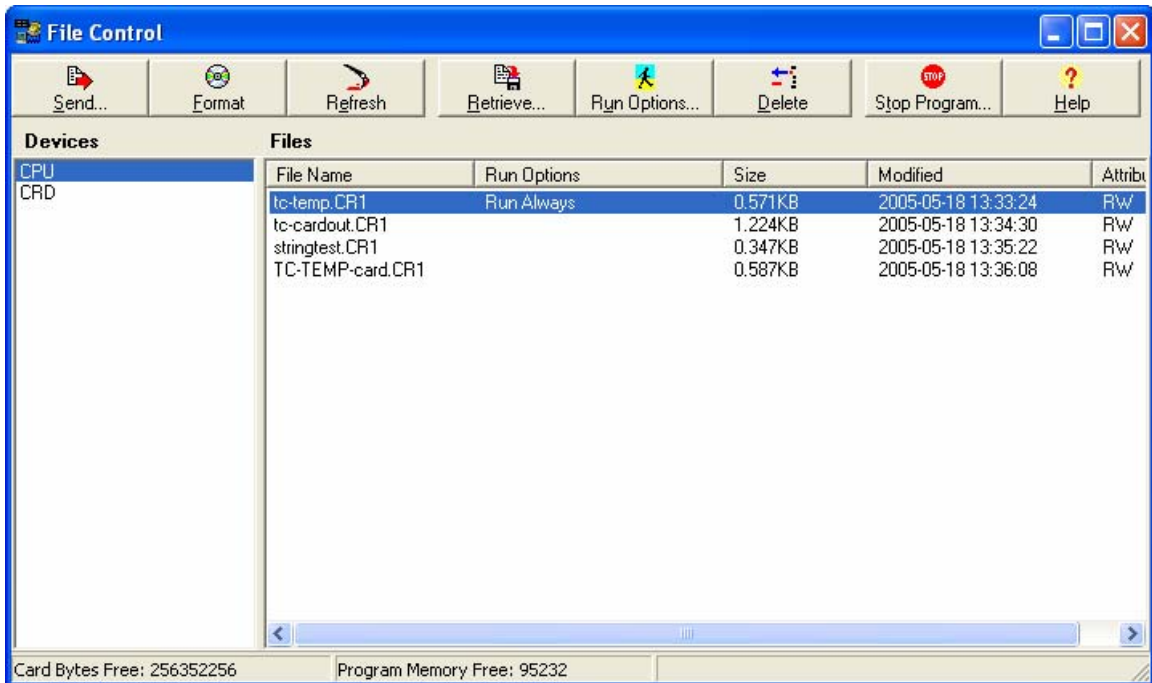 File Control
Send... Format Refresh Retrieve... Run Options... Delete STOP Stop Program... Help
Devices Files
CPU
CRD
File Name Run Options Size Modified Attribu
tc-temp.CR1 Run Always 0.571KB 2005-05-18 13:33:24 RW
tc-cardout.CR1 1.224KB 2005-05-18 13:34:30 RW
stringtest.CR1 0.347KB 2005-05-18 13:35:22 RW
TC-TEMP-card.CR1 0.587KB 2005-05-18 13:36:08 RW
Card Bytes Free: 256352256 Program Memory Free: 95232